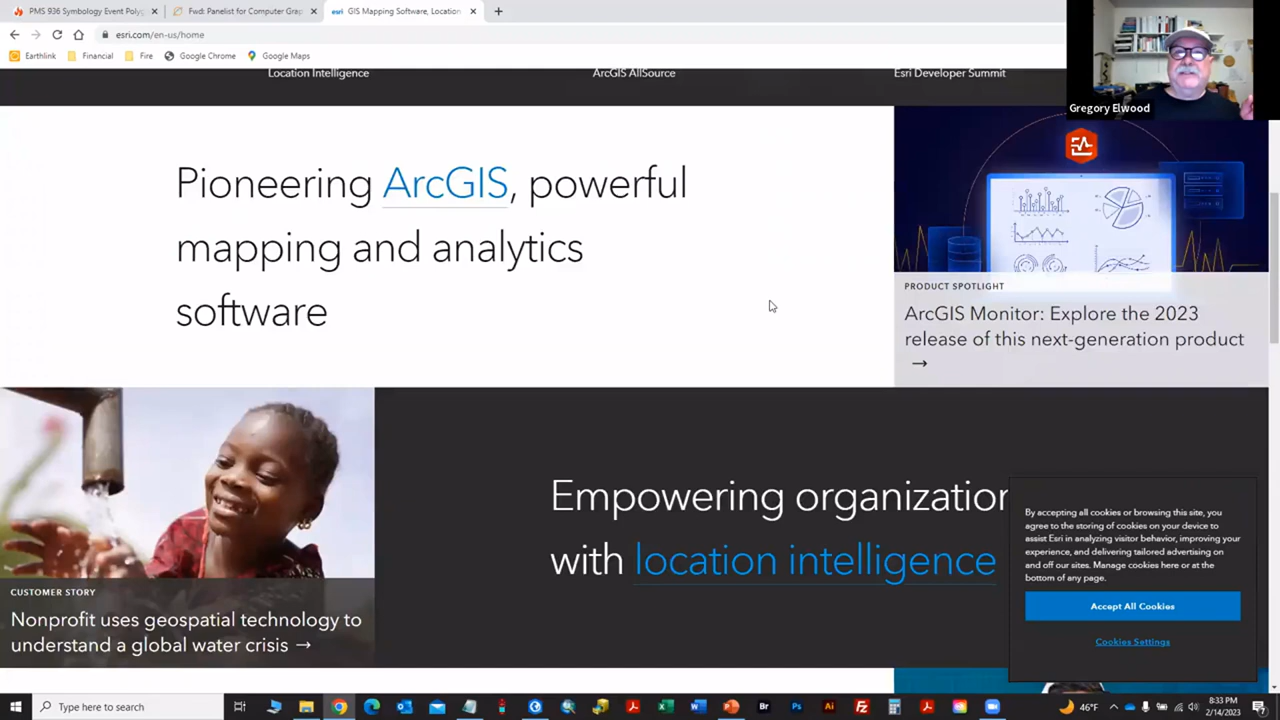 PMS 936 Symbology Event Poly
Fwd: Panelist for Computer Grap
esri GIS Mapping Software, Location
esri.com/en-us/home
Earthlink
Financial
Fire
Google Chrome
Google Maps
Location Intelligence
ArcGIS AllSource
Esri Developer Summit
Gregory Elwood
Pioneering ArcGIS, powerful
mapping and analytics
software
PRODUCT SPOTLIGHT
ArcGIS Monitor: Explore the 2023
release of this next-generation product
→
CUSTOMER STORY
Nonprofit uses geospatial technology to
understand a global water crisis →
Empowering organization
with location intelligence
By accepting all cookies or browsing this site, you
agree to the storing of cookies on your device to
assist Esri in analyzing visitor behavior, improving your
experience, and delivering tailored advertising on
and off our sites. Manage cookies here or at the
bottom of any page.
Accept All Cookies
Cookies Settings
Type here to search
Br
Ps
Ai
46°F
8:33 PM
2/14/2023